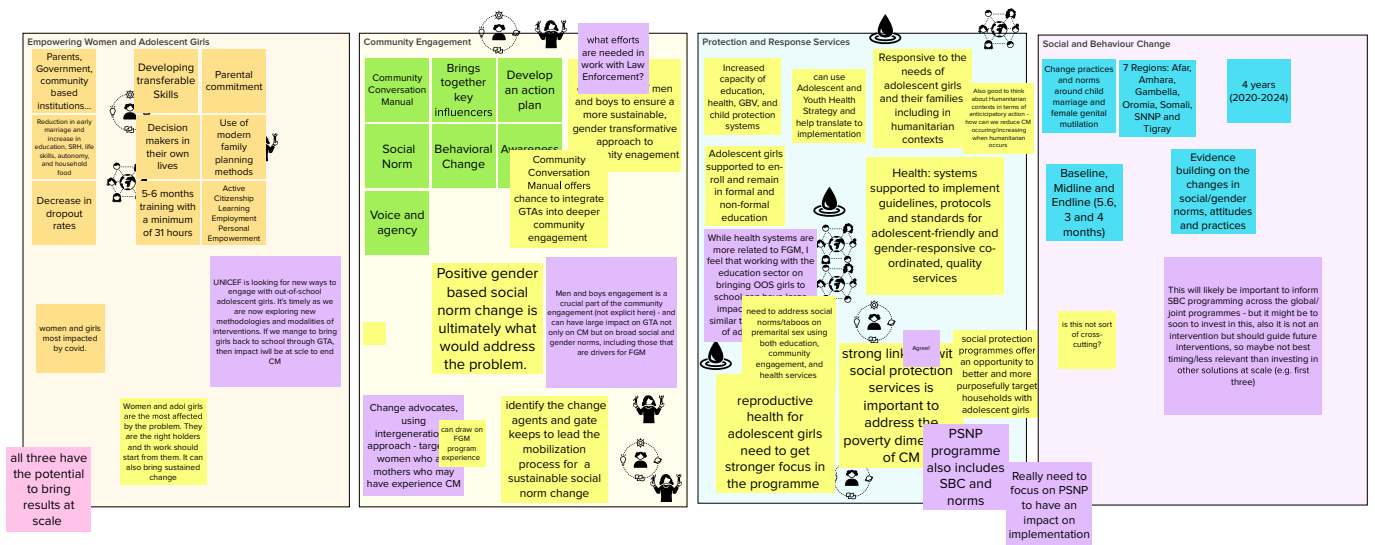 Empowering Women and Adolescent Girls
Parents,
Government,
community
based
institutions...
Developing
transferable
Skills
Parental
commitment
Reduction in early
marriage and
increase in
education, SRH, life
skills, autonomy,
and household
food
Decision
makers in
their own
lives
Use of
modern
family
planning
methods
Decrease in
dropout
rates
5-6 months
training with
a minimum
of 31 hours
Active
Citizenship
Learning
Employment
Personal
Empowerment
UNICEF is looking for new ways to
engage with out-of-school
adolescent girls. It's timely as we
are now exploring new
methodologies and modalities of
interventions. If we mange to bring
girls back to school through GTA,
then impact iwll be at scle to end
CM
women and girls
most impacted
by covid.
Women and adol girls
are the most affected
by the problem. They
are the right holders
and th work should
start from them. It can
also bring sustained
change
all three have
the potential
to bring
results at
scale
Community Engagement
Community
Conversation
Manual
Brings
together
key
influencers
Develop
an action
plan
Social
Norm
Behavioral
Change
Awareness
Voice and
agency
what efforts
are needed in
work with Law
Enforcement?
men
and boys to ensure a
more sustainable,
gender transformative
approach to
enagement
Community
Conversation
Manual offers
chance to integrate
GTAs into deeper
community
engagement
Positive gender
based social
norm change is
ultimately what
would address
the problem.
Men and boys engagement is a
crucial part of the community
engagement (not explicit here) - and
can have large impact on GTA not
only on CM but on broad social and
gender norms, including those that
are drivers for FGM
Change advocates,
using
intergeneratio
approach - targe
women who a
mothers who may
have experience CM
can draw on
FGM
program
experience
identify the change
agents and gate
keeps to lead the
mobilization
process for a
sustainable social
norm change
Protection and Response Services
Increased
capacity of
education,
health, GBV, and
child protection
systems
can use
Adolescent and
Youth Health
Strategy and
help translate to
implementation
Responsive to the
needs of
adolescent girls
and their families
including in
humanitarian
contexts
Also good to think
about Humanitarian
contexts in terms of
anticipatory action -
how can we reduce CM
occuring/increasing
when humanitarian
occurs
Adolescent girls
supported to en-
roll and remain
in formal and
non-formal
education
Health: systems
supported to implement
guidelines, protocols
and standards for
adolescent-friendly and
gender-responsive co-
ordinated, quality
services
While health systems are
more related to FGM, I
feel that working with the
education sector on
bringing OOS girls to
school can have large
impac
similar t
of ad
need to address social
norms/taboos on
premarital sex using
both education,
community
engagement, and
health services
reproductive
health for
adolescent girls
need to get
stronger focus in
the programme
strong link wit
social protection
services is
important to
address the
poverty dime
of CM
Agree!
social protection
programmes offer
an opportunity to
better and more
purposefully target
households with
adolescent girls
PSNP
programme
also includes
SBC and
norms
Really need to
focus on PSNP
to have an
impact on
implementation
Social and Behaviour Change
Change practices
and norms
around child
marriage and
female genital
mutilation
7 Regions: Afar,
Amhara,
Gambella,
Oromia, Somali,
SNNP and
Tigray
4 years
(2020-2024)
Baseline,
Midline and
Endline (5.6,
3 and 4
months)
Evidence
building on the
changes in
social/gender
norms, attitudes
and practices
is this not sort
of cross-
cutting?
This will likely be important to inform
SBC programming across the global/
joint programmes - but it might be to
soon to invest in this, also it is not an
intervention but should guide future
interventions, so maybe not best
timing/less relevant than investing in
other solutions at scale (e.g. first
three)